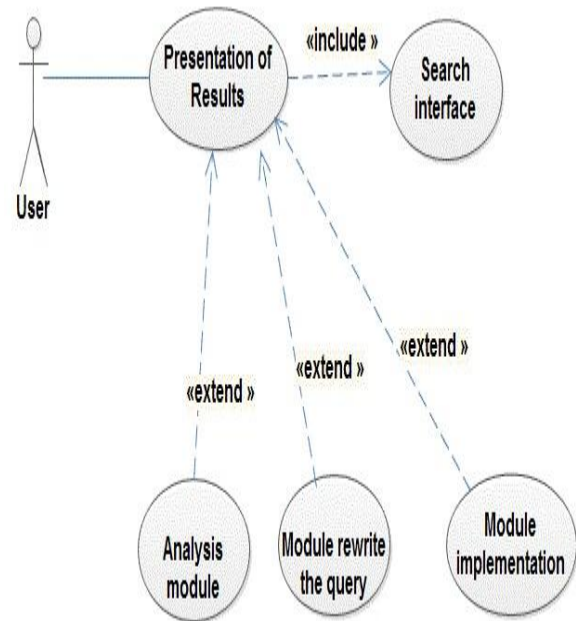 «include »
Presentation of
Results
Search
interface
User
«extend »
«extend »
«extend »
Analysis
module
Module rewrite
the query
Module
implementation